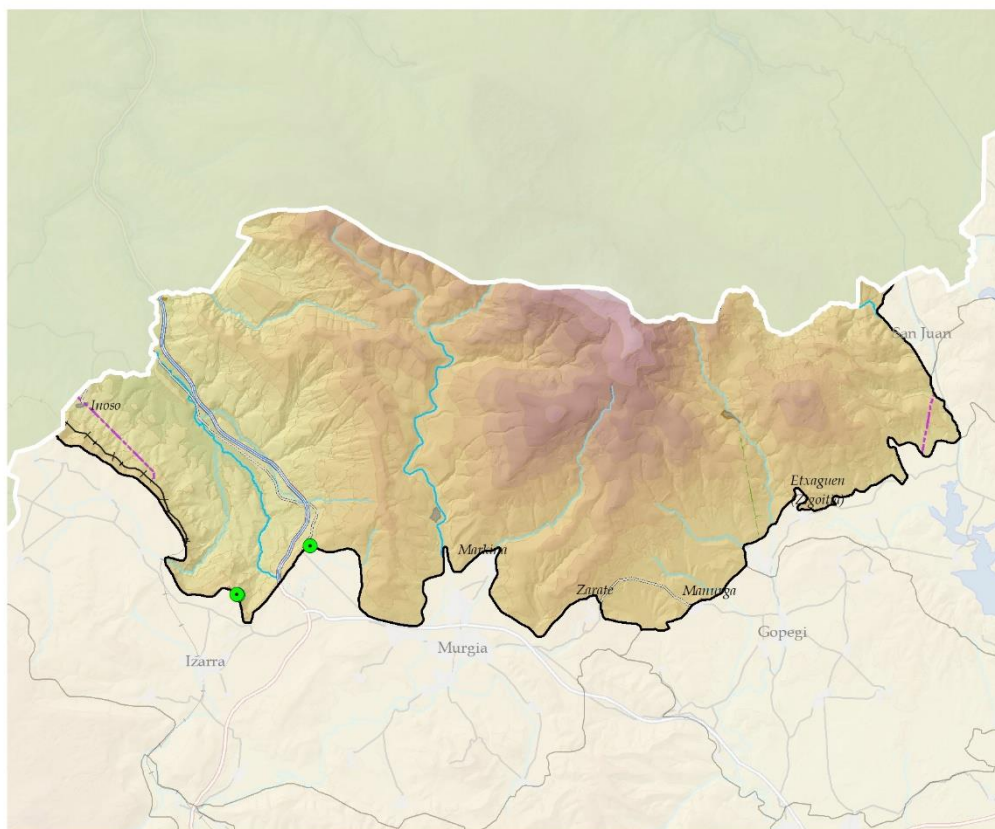 San Juan
Inoso
Etxaguen
Markina
Zarate
Manurga
Gopegi
Murgia
Izarra